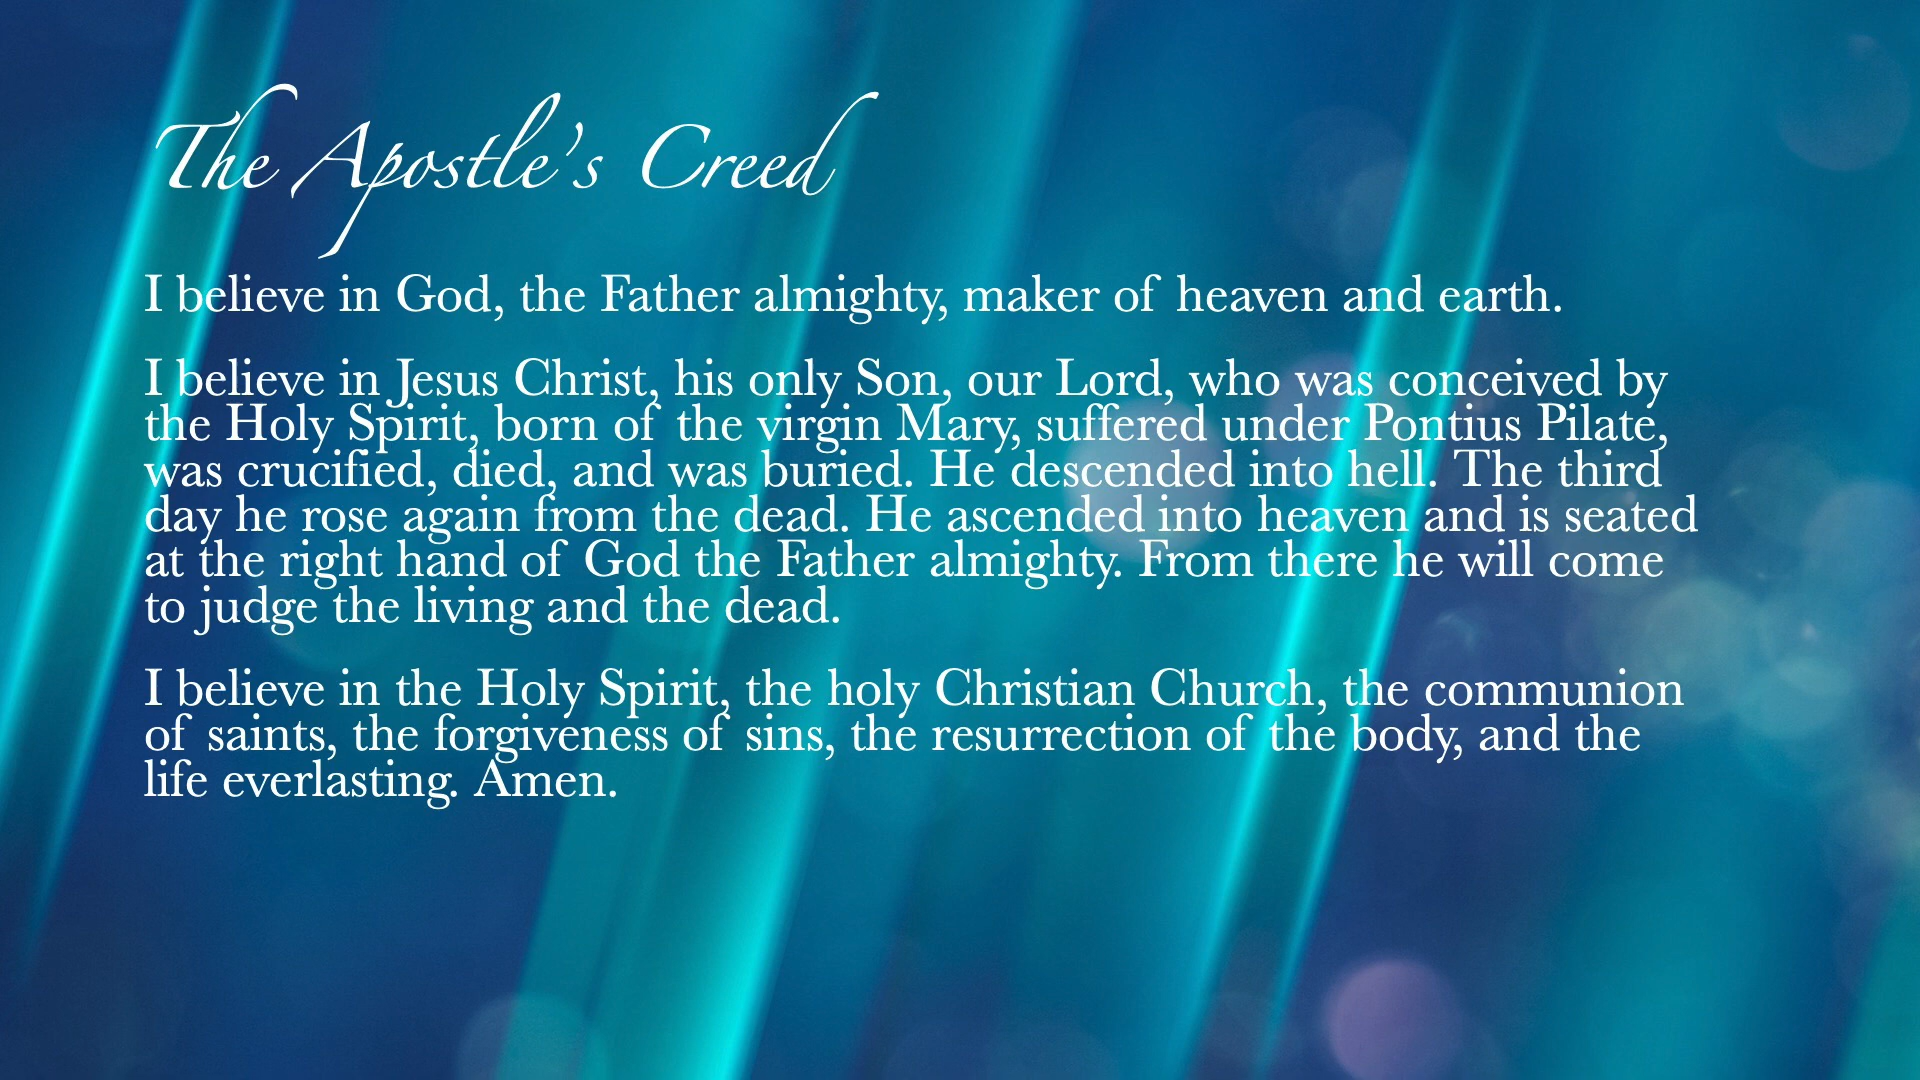 The Apostle’s Creed
I believe in God, the Father almighty, maker of heaven and earth.
I believe in Jesus Christ, his only Son, our Lord, who was conceived by
the Holy Spirit, born of the virgin Mary, suffered under Pontius Pilate,
was crucified, died, and was buried. He descended into hell. The third
day he rose again from the dead. He ascended into heaven and is seated
at the right hand of God the Father almighty. From there he will come
to judge the living and the dead.
I believe in the Holy Spirit, the holy Christian Church, the communion
of saints, the forgiveness of sins, the resurrection of the body, and the
life everlasting. Amen.